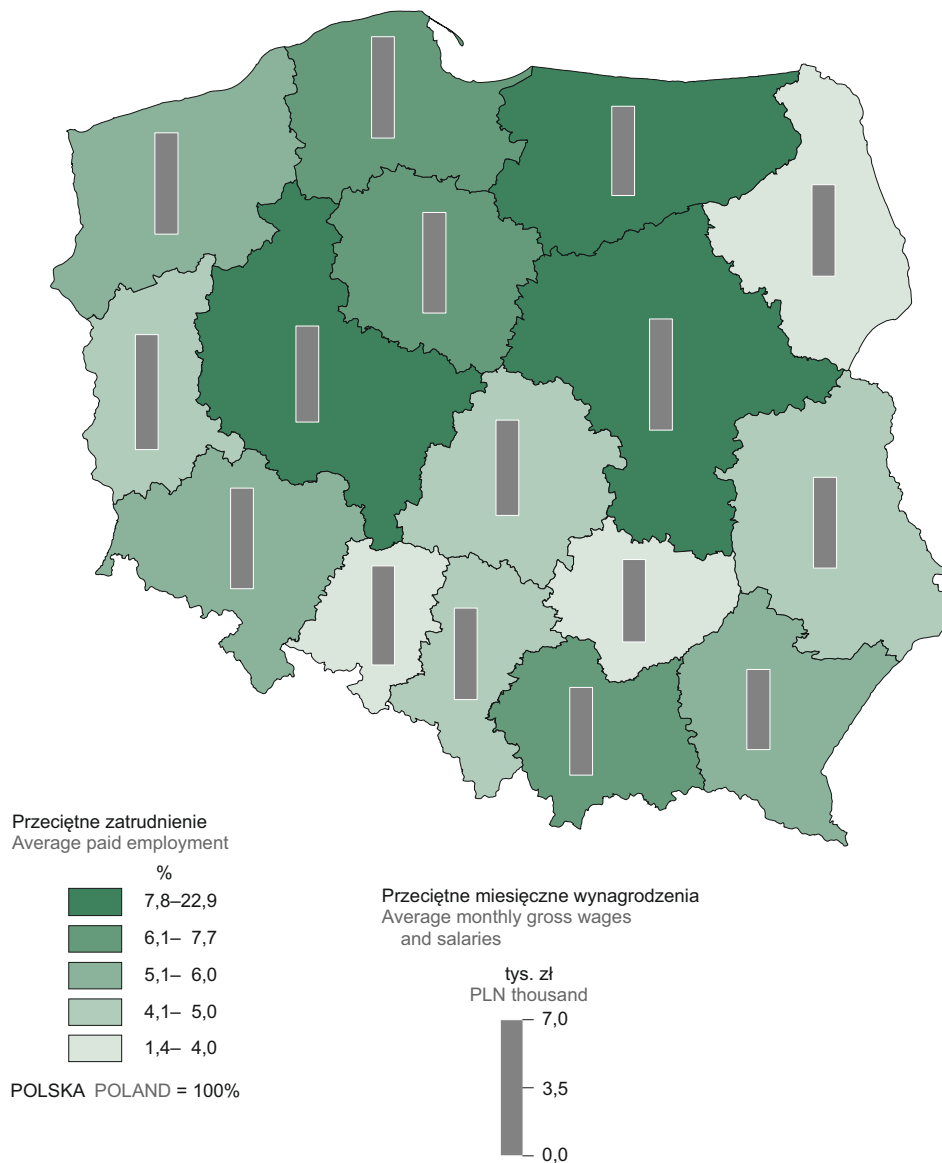 Przeciętne zatrudnienie
Average paid employment
%
7,8–22,9
6,1– 7,7
5,1– 6,0
4,1– 5,0
1,4– 4,0
POLSKA POLAND = 100%
Przeciętne miesięczne wynagrodzenia
Average monthly gross wages
and salaries
tys. zł
PLN thousand
7,0
3,5
0,0